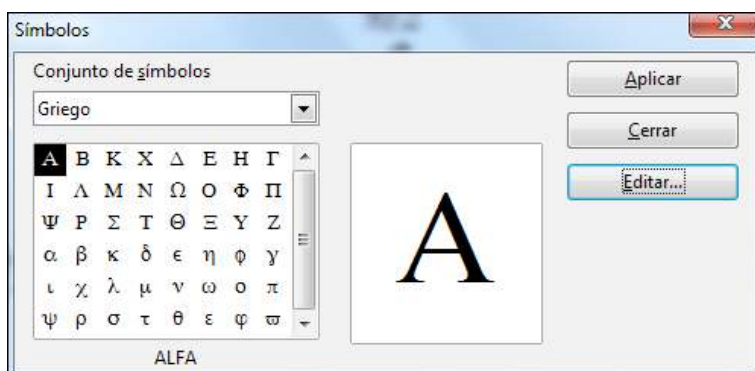 Símbolos
Conjunto de símbolos
Griego
Α Β Κ Χ Δ Ε Η Γ
Ι Λ Μ Ν Ω Ο Φ Π
Ψ Ρ Σ Τ Θ Ξ Υ Ζ
α β κ δ ϵ η ϕ γ
ι χ λ μ ν ω ο π
ψ ρ σ τ θ ε φ ϖ
ALFA
Α
Aplicar
Cerrar
Editar...